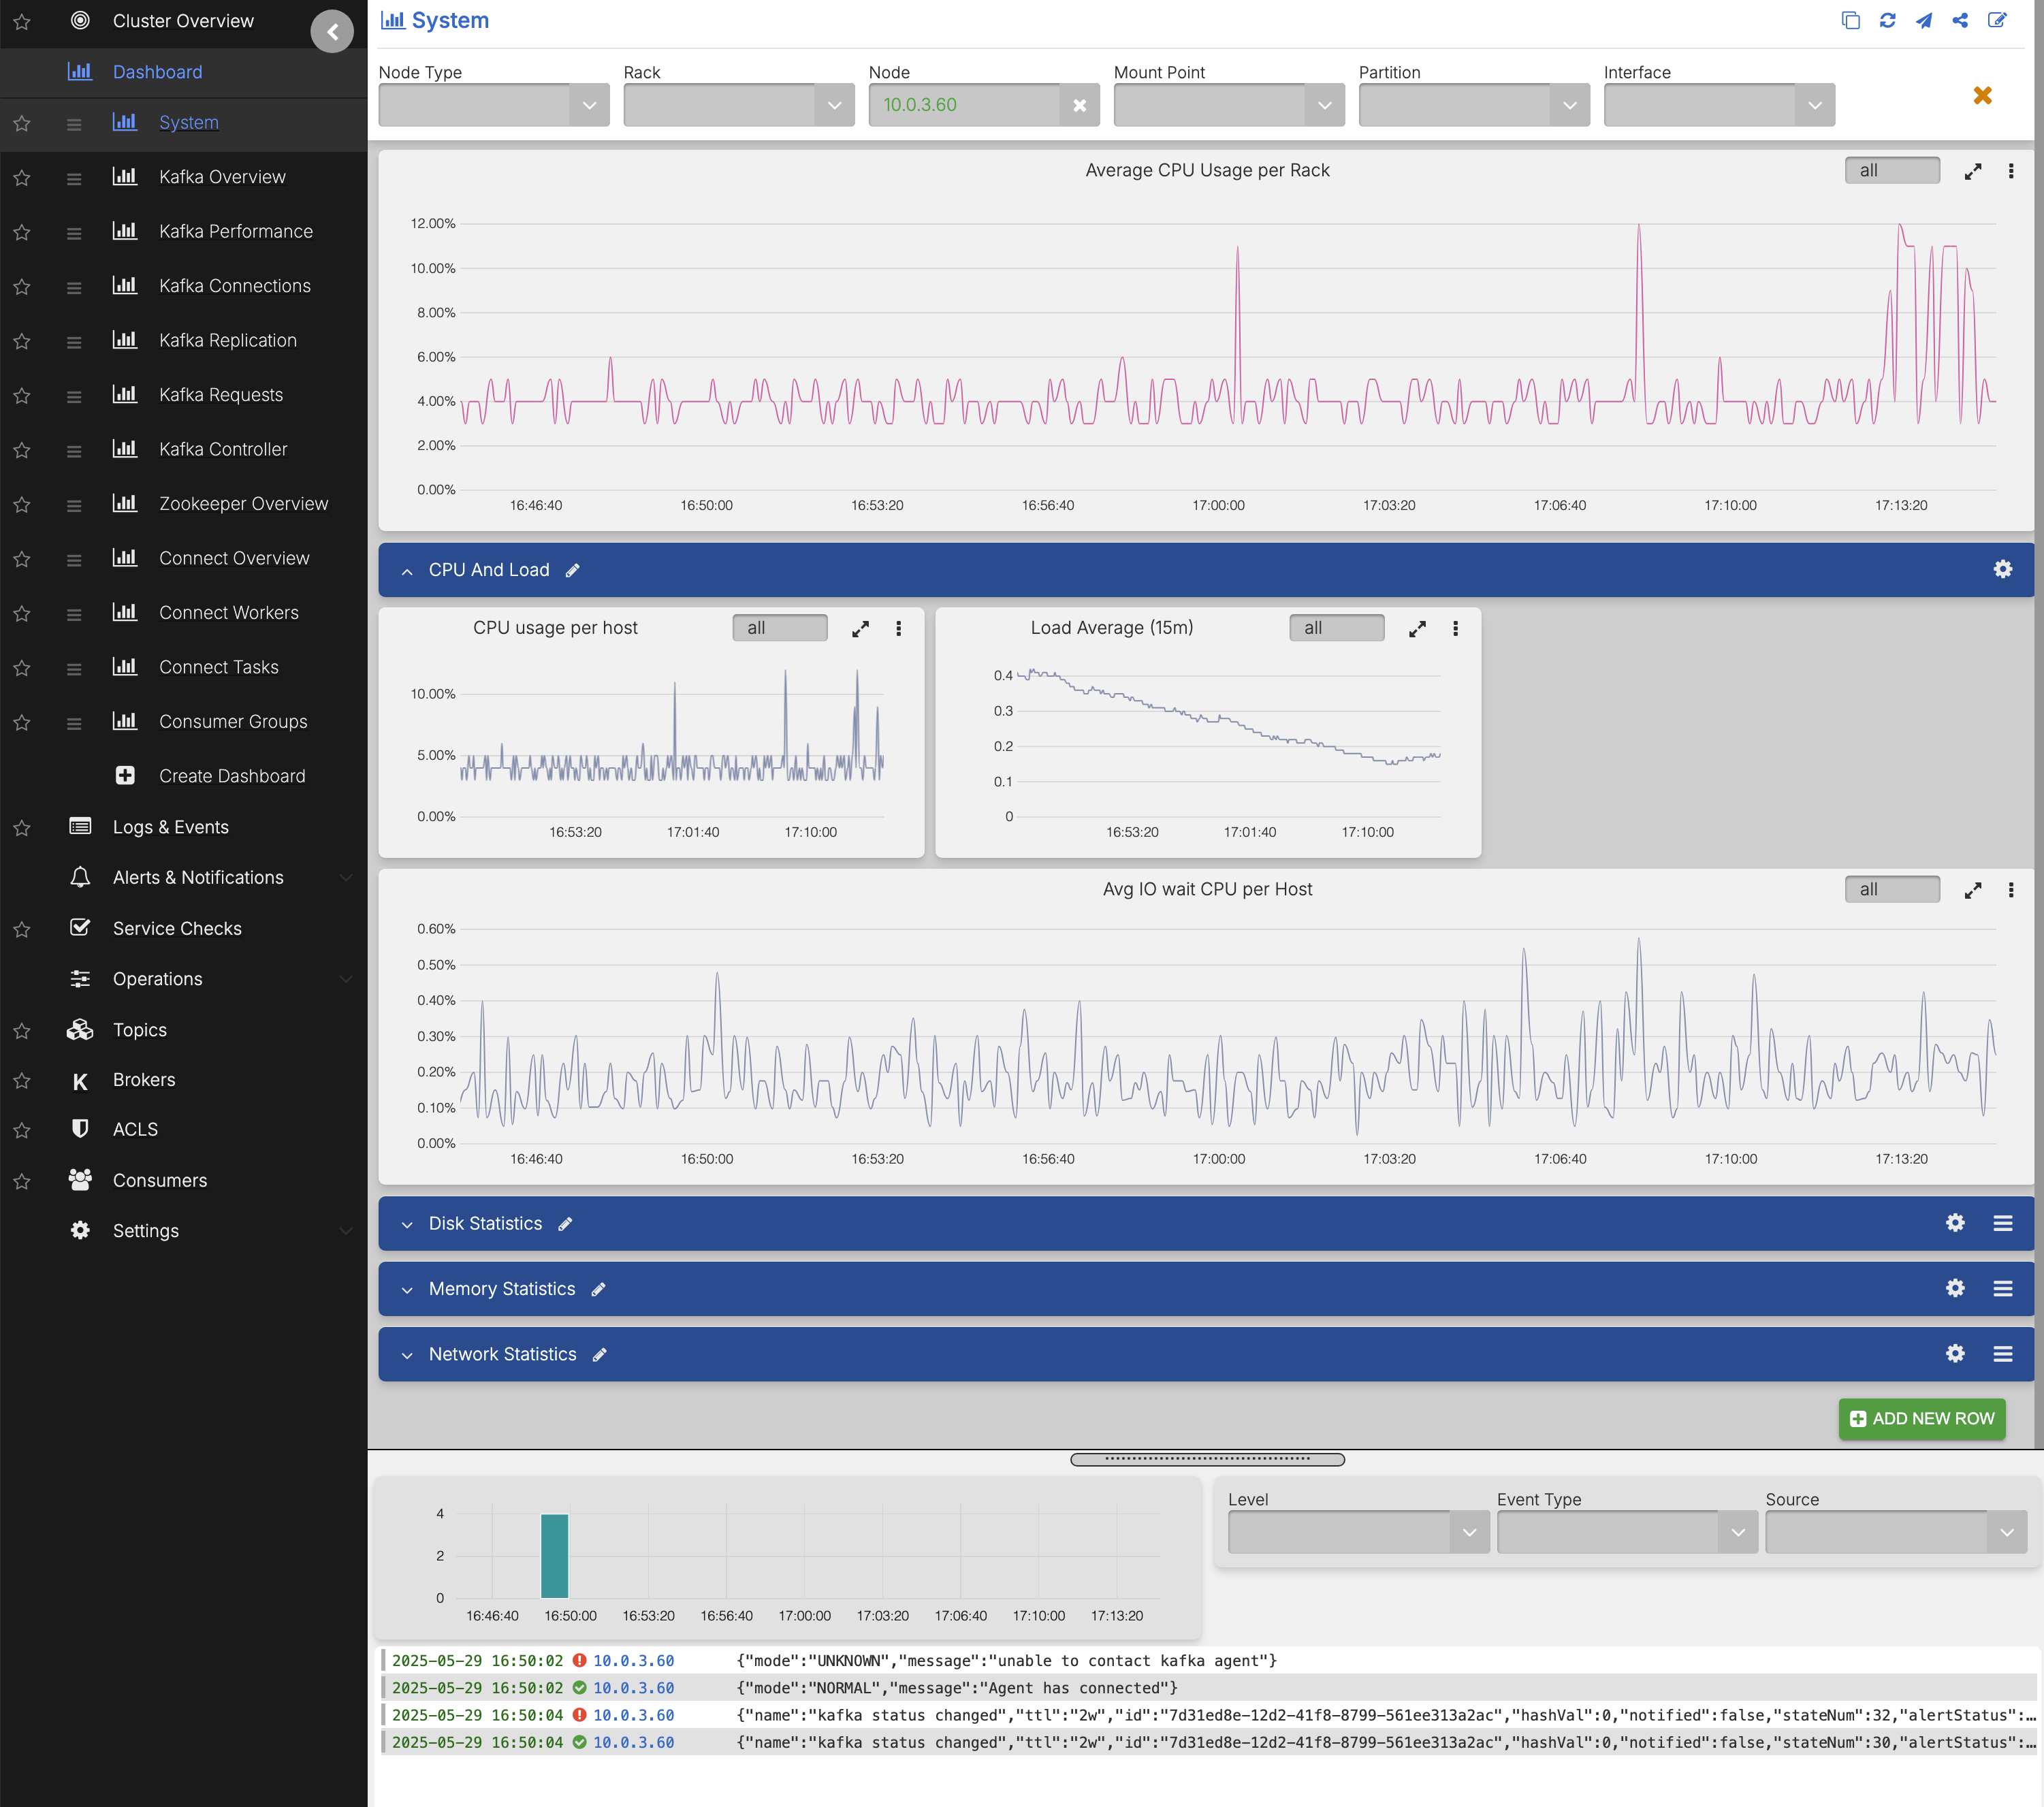 Cluster Overview
Dashboard
System
Kafka Overview
Kafka Performance
Kafka Connections
Kafka Replication
Kafka Requests
Kafka Controller
Zookeeper Overview
Connect Overview
Connect Workers
Connect Tasks
Consumer Groups
Create Dashboard
Logs & Events
Alerts & Notifications
Service Checks
Operations
Topics
K Brokers
ACLS
Consumers
Settings
System
Node Type Rack Node Mount Point Partition Interface
10.0.3.60
Average CPU Usage per Rack all
12.00%
10.00%
8.00%
6.00%
4.00%
2.00%
0.00%
16:46:40 16:50:00 16:53:20 16:56:40 17:00:00 17:03:20 17:06:40 17:10:00 17:13:20
CPU And Load
CPU usage per host all
10.00%
5.00%
0.00%
16:53:20 17:01:40 17:10:00
Load Average (15m) all
0.4
0.3
0.2
0.1
0
16:53:20 17:01:40 17:10:00
Avg IO wait CPU per Host all
0.60%
0.50%
0.40%
0.30%
0.20%
0.10%
0.00%
16:46:40 16:50:00 16:53:20 16:56:40 17:00:00 17:03:20 17:06:40 17:10:00 17:13:20
Disk Statistics
Memory Statistics
Network Statistics
ADD NEW ROW
4
2
0
16:46:40 16:50:00 16:53:20 16:56:40 17:00:00 17:03:20 17:06:40 17:10:00 17:13:20
Level Event Type Source
2025-05-29 16:50:02 10.0.3.60 {"mode":"UNKNOWN","message":"unable to contact kafka agent"}
2025-05-29 16:50:02 10.0.3.60 {"mode":"NORMAL","message":"Agent has connected"}
2025-05-29 16:50:04 10.0.3.60 {"name":"kafka status changed","ttl":"2w","id":"7d31ed8e-12d2-41f8-8799-561ee313a2ac","hashVal":0,"notified":false,"stateNum":32,"alertStatus":…
2025-05-29 16:50:04 10.0.3.60 {"name":"kafka status changed","ttl":"2w","id":"7d31ed8e-12d2-41f8-8799-561ee313a2ac","hashVal":0,"notified":false,"stateNum":30,"alertStatus":…